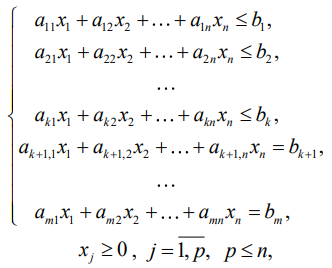 a₁₁x₁ + a₁₂x₂ + ... + a₁ₙxₙ ≤ b₁,
a₂₁x₁ + a₂₂x₂ + ... + a₂ₙxₙ ≤ b₂,
...
aₖ₁x₁ + aₖ₂x₂ + ... + aₖₙxₙ ≤ bₖ,
aₖ₊₁,₁x₁ + aₖ₊₁,₂x₂ + ... + aₖ₊₁,ₙxₙ = bₖ₊₁,
...
aₘ₁x₁ + aₘ₂x₂ + ... + aₘₙxₙ = bₘ,
xⱼ ≥ 0 , j = 1̅,̅p̅, p ≤ n,